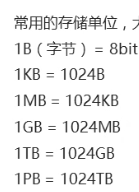 常用的存储单位，
1B（字节）= 8bit
1KB = 1024B
1MB = 1024KB
1GB = 1024MB
1TB = 1024GB
1PB = 1024TB